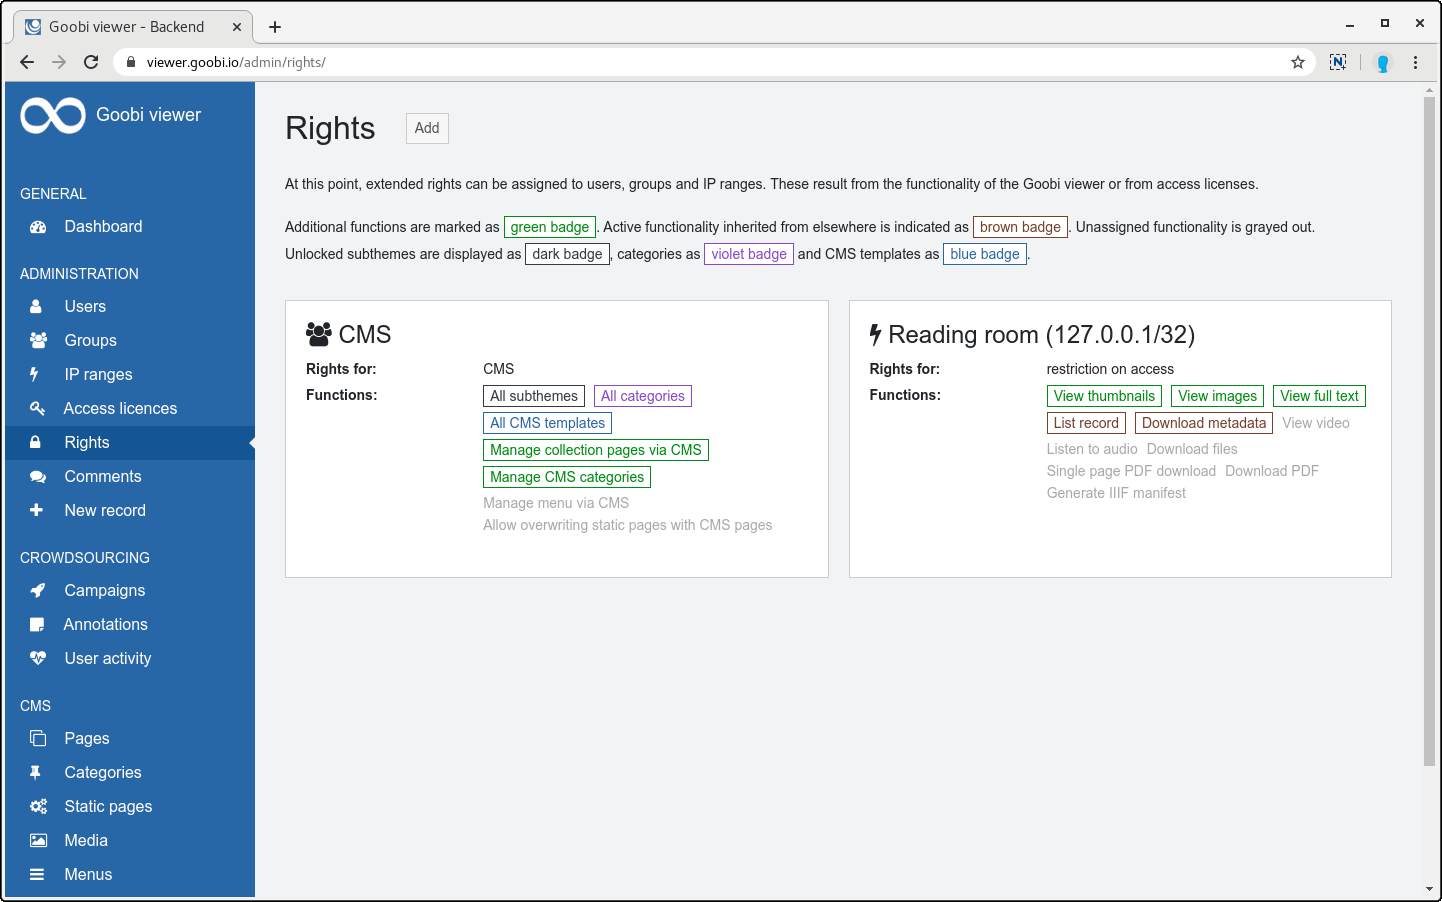 Goobi viewer - Backend
viewer.goobi.io/admin/rights/
Goobi viewer
GENERAL
Dashboard
ADMINISTRATION
Users
Groups
IP ranges
Access licences
Rights
Comments
New record
CROWDSOURCING
Campaigns
Annotations
User activity
CMS
Pages
Categories
Static pages
Media
Menus
Rights Add
At this point, extended rights can be assigned to users, groups and IP ranges. These result from the functionality of the Goobi viewer or from access licenses.
Additional functions are marked as green badge. Active functionality inherited from elsewhere is indicated as brown badge. Unassigned functionality is grayed out.
Unlocked subthemes are displayed as dark badge, categories as violet badge and CMS templates as blue badge.
CMS
Rights for: CMS
Functions: All subthemes All categories
All CMS templates
Manage collection pages via CMS
Manage CMS categories
Manage menu via CMS
Allow overwriting static pages with CMS pages
Reading room (127.0.0.1/32)
Rights for: restriction on access
Functions: View thumbnails View images View full text
List record Download metadata View video
Listen to audio Download files
Single page PDF download Download PDF
Generate IIIF manifest